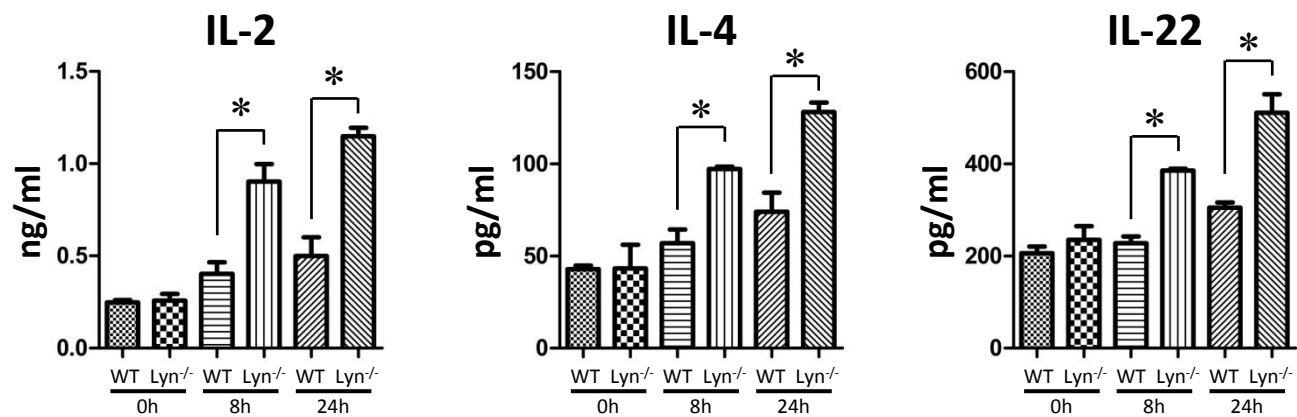 IL-2
ng/ml
1.5
1.0
0.5
0.0
*
*
WT Lyn-/- WT Lyn-/- WT Lyn-/-
0h 8h 24h
IL-4
pg/ml
150
100
50
0
*
*
WT Lyn-/- WT Lyn-/- WT Lyn-/-
0h 8h 24h
IL-22
pg/ml
600
400
200
0
*
*
WT Lyn-/- WT Lyn-/- WT Lyn-/-
0h 8h 24h